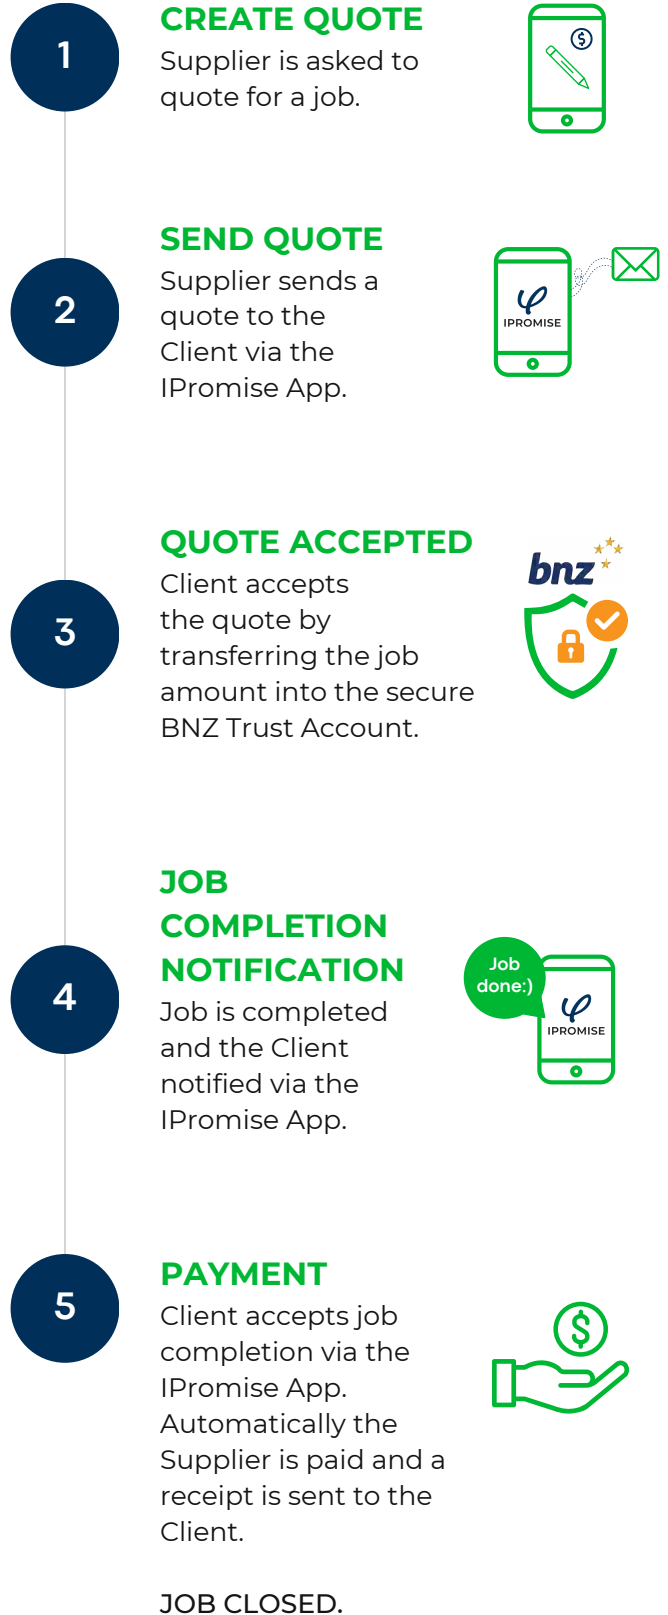 1
CREATE QUOTE
Supplier is asked to
quote for a job.
$
2
SEND QUOTE
Supplier sends a
quote to the
Client via the
IPromise App.
IPROMISE
3
QUOTE ACCEPTED
Client accepts
the quote by
transferring the job
amount into the secure
BNZ Trust Account.
bnz
4
JOB
COMPLETION
NOTIFICATION
Job is completed
and the Client
notified via the
IPromise App.
Job
done:)
IPROMISE
5
PAYMENT
Client accepts job
completion via the
IPromise App.
Automatically the
Supplier is paid and a
receipt is sent to the
Client.
$
JOB CLOSED.